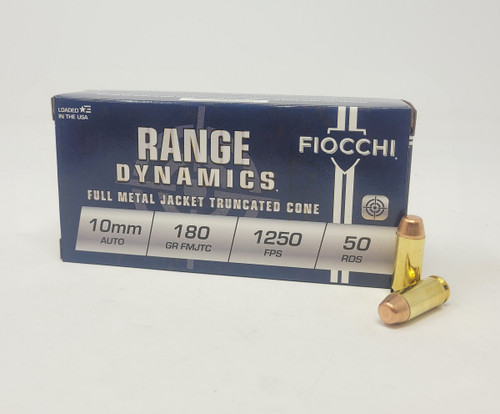 LOADED
IN THE USA
RANGE
DYNAMICS
FULL METAL JACKET TRUNCATED CONE
FIOCCHI
10mm
AUTO
180
GR FMJTC
1250
FPS
50
RDS